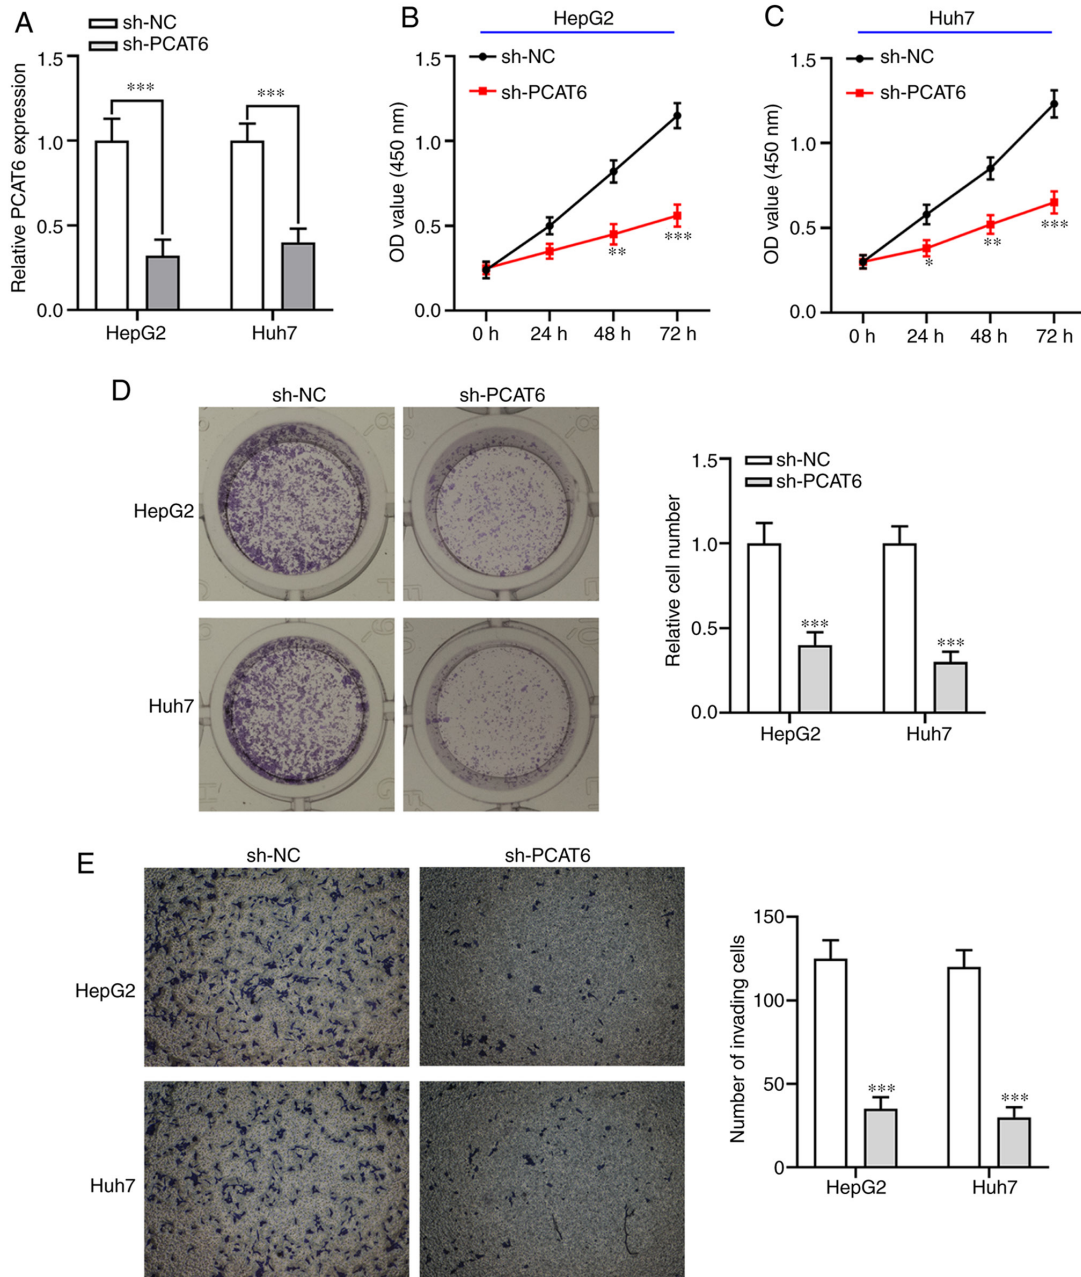 A
sh-NC
sh-PCAT6
Relative PCAT6 expression
1.5
1.0
0.5
0.0
***
***
HepG2
Huh7
B
HepG2
sh-NC
sh-PCAT6
OD value (450 nm)
1.5
1.0
0.5
0.0
**
***
0 h
24 h
48 h
72 h
C
Huh7
sh-NC
sh-PCAT6
OD value (450 nm)
1.5
1.0
0.5
0.0
*
**
***
0 h
24 h
48 h
72 h
D
sh-NC
sh-PCAT6
HepG2
Huh7
sh-NC
sh-PCAT6
Relative cell number
1.5
1.0
0.5
0.0
***
***
HepG2
Huh7
E
sh-NC
sh-PCAT6
HepG2
Huh7
Number of invading cells
150
100
50
0
***
***
HepG2
Huh7